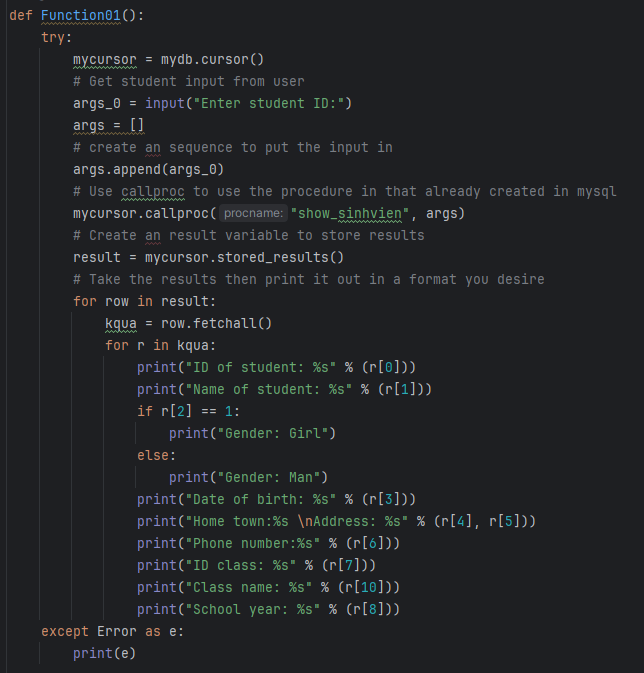 def Function01():
    try:
        mycursor = mydb.cursor()
        # Get student input from user
        args_0 = input("Enter student ID:")
        args = []
        # create an sequence to put the input in
        args.append(args_0)
        # Use callproc to use the procedure in that already created in mysql
        mycursor.callproc( procname: "show_sinhvien", args)
        # Create an result variable to store results
        result = mycursor.stored_results()
        # Take the results then print it out in a format you desire
        for row in result:
            kqua = row.fetchall()
            for r in kqua:
                print("ID of student: %s" % (r[0]))
                print("Name of student: %s" % (r[1]))
                if r[2] == 1:
                    print("Gender: Girl")
                else:
                    print("Gender: Man")
                print("Date of birth: %s" % (r[3]))
                print("Home town:%s \nAddress: %s" % (r[4], r[5]))
                print("Phone number:%s" % (r[6]))
                print("ID class: %s" % (r[7]))
                print("Class name: %s" % (r[10]))
                print("School year: %s" % (r[8]))
    except Error as e:
        print(e)